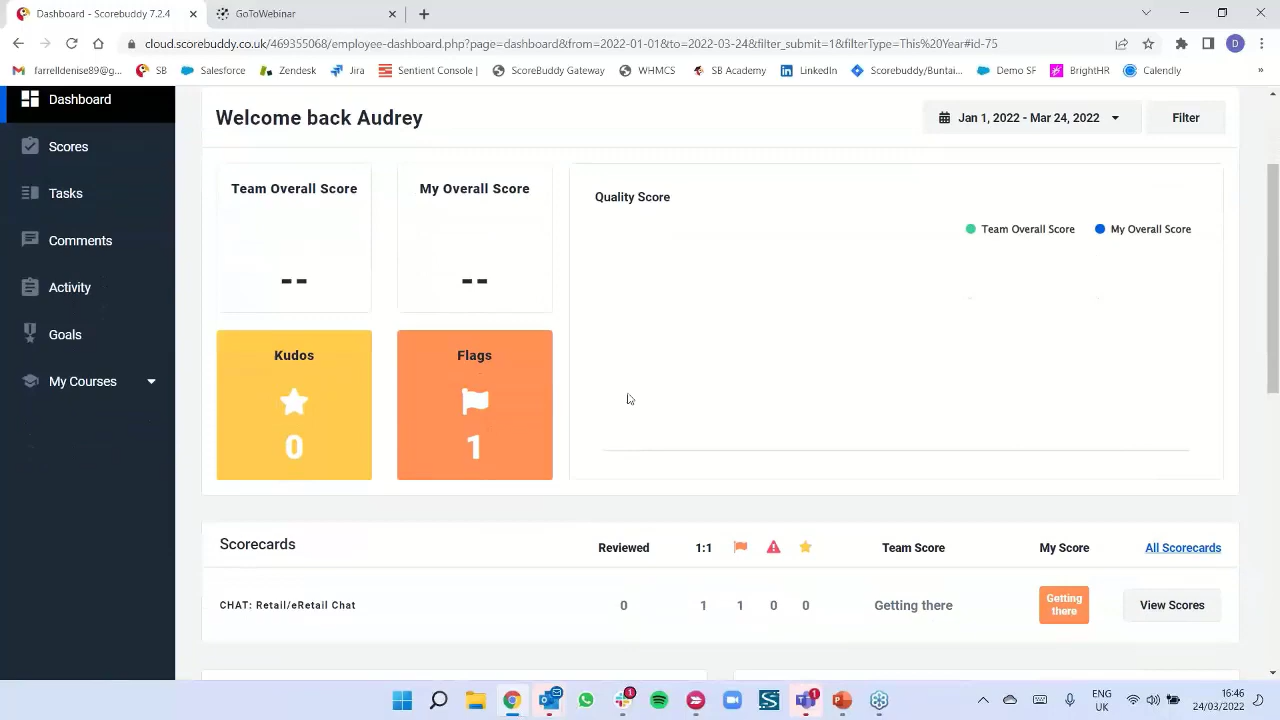 Dashboard - Scorebuddy 7.2.4
GoToWebinar
cloud.scorebuddy.co.uk/469355068/employee-dashboard.php?page=dashboard&from=2022-01-01&to=2022-03-24&filter_submit=1&filterType=This%20Year#id-75
D
farrelldenise89@g...
SB
Salesforce
Zendesk
Jira
Sentient Console |
ScoreBuddy Gateway
WHMCS
SB Academy
LinkedIn
Scorebuddy/Buntai...
Demo SF
BrightHR
Calendly
»
Dashboard
Scores
Tasks
Comments
Activity
Goals
My Courses
Welcome back Audrey
Jan 1, 2022 - Mar 24, 2022
Filter
Team Overall Score
--
My Overall Score
--
Quality Score
Team Overall Score
My Overall Score
Kudos
0
Flags
1
Scorecards
Reviewed
1:1
Team Score
My Score
All Scorecards
CHAT: Retail/eRetail Chat
0
1
1
0
0
Getting there
Getting
there
View Scores
1
1
ENG
UK
16:46
24/03/2022